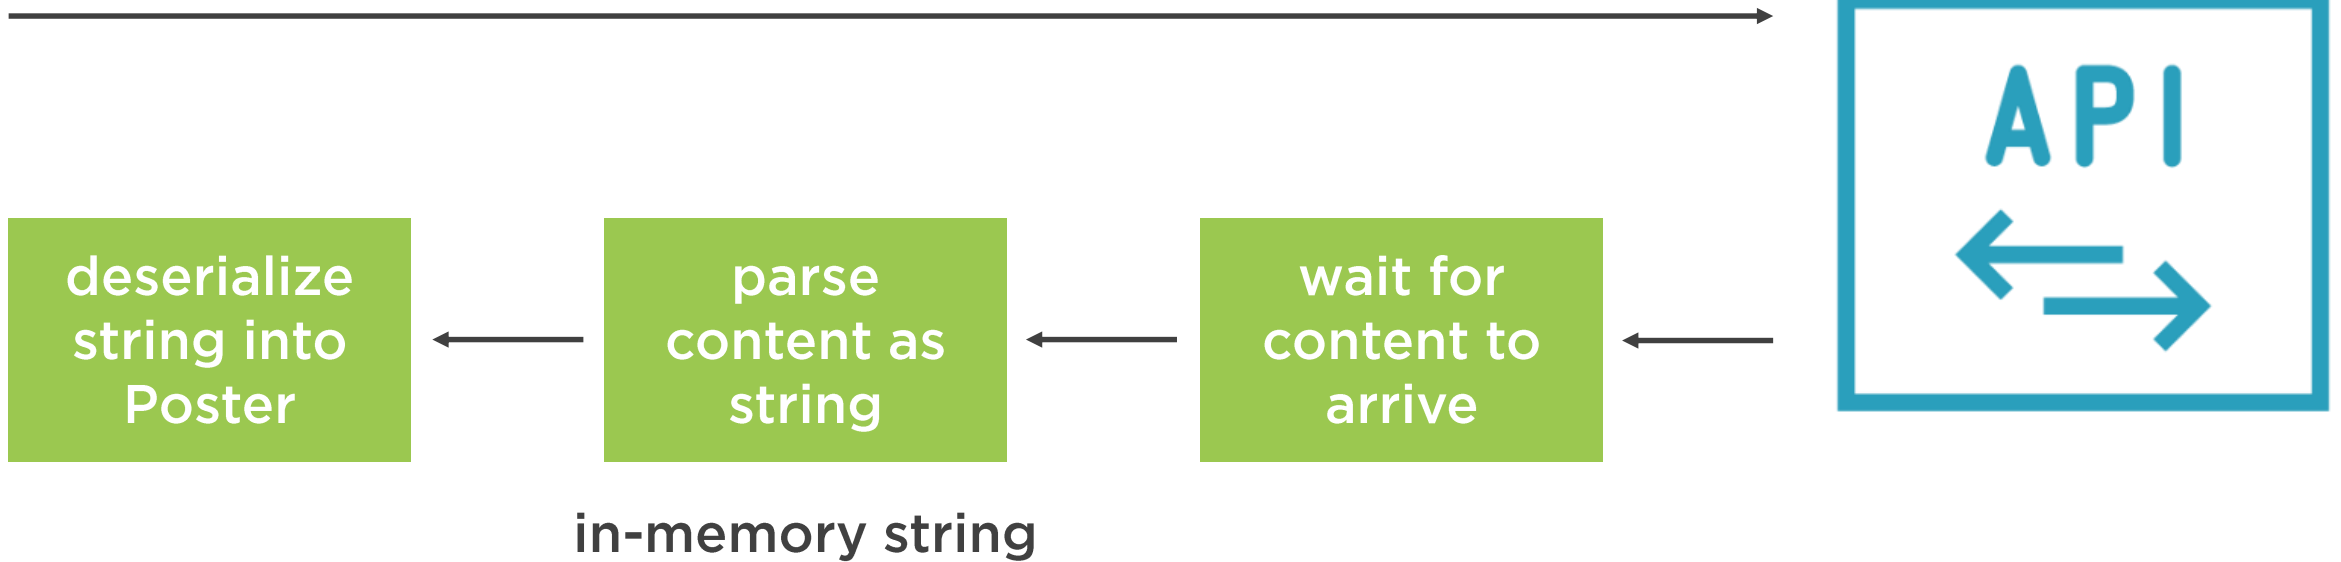 API
deserialize
string into
Poster
parse
content as
string
wait for
content to
arrive
in-memory string